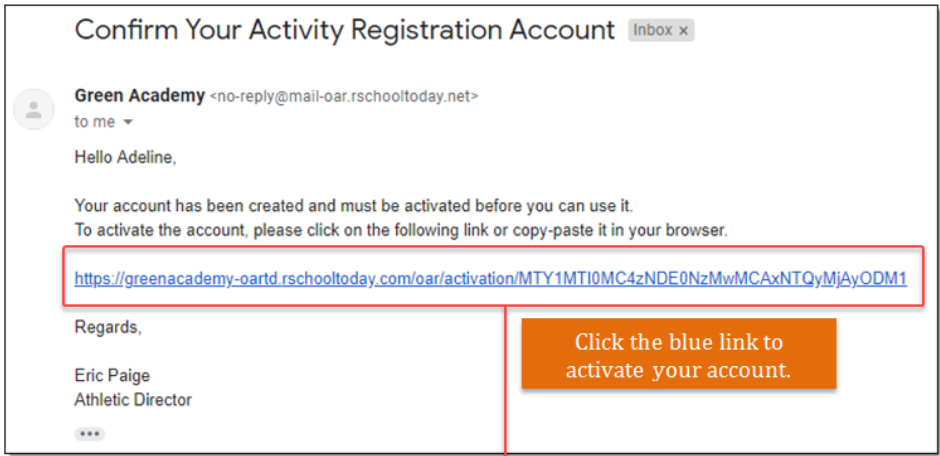 Confirm Your Activity Registration Account Inbox x
Green Academy <no-reply@mail-oar.rschooltoday.net>
to me
Hello Adeline,
Your account has been created and must be activated before you can use it.
To activate the account, please click on the following link or copy-paste it in your browser.
https://greenacademy-oartd.rschooltoday.com/oar/activation/MTY1MTI0MC4zNDE0NzMwMCAxNTQyMjAyODM1
Regards,
Click the blue link to
activate your account.
Eric Paige
Athletic Director